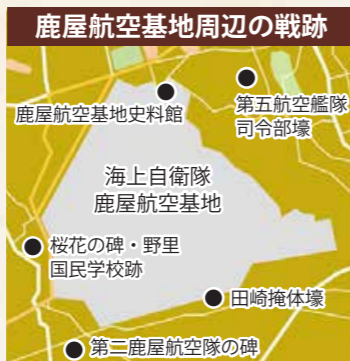 鹿屋航空基地周辺の戦跡
鹿屋航空基地史料館
第五航空艦隊
司令部壕
海上自衛隊
鹿屋航空基地
桜花の碑・野里
国民学校跡
田崎掩体壕
第二鹿屋航空隊の碑